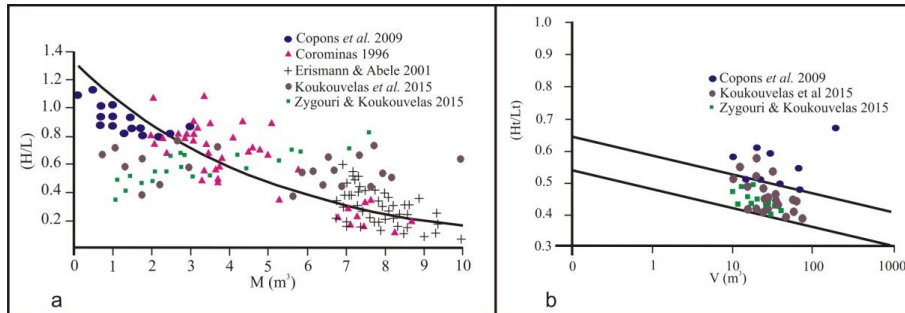 Copons et al. 2009
Corominas 1996
Erismann & Abele 2001
Koukouvelas et al 2015
Zygouri & Koukouvelas 2015
1.4
1.2
1.0
0.8
0.6
0.4
0.2
(H/L)
0 1 2 3 4 5 6 7 8 9 10
M (m³)
a
Copons et al. 2009
Koukouvelas et al 2015
Zygouri & Koukouvelas 2015
1.0
0.9
0.8
0.7
0.6
0.5
0.4
0.3
(Ht/Lt)
0 1 10 100 1000
V (m³)
b